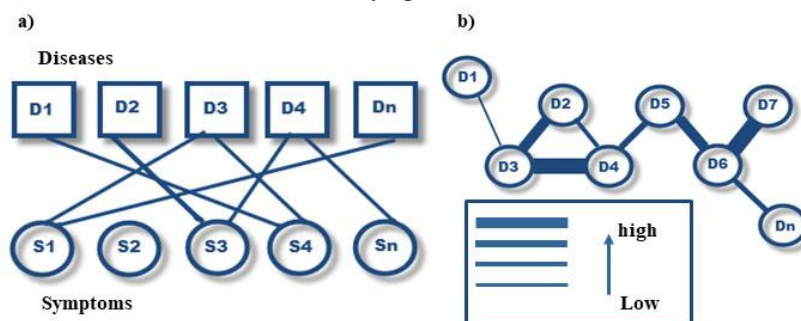 a)
Diseases
D1 D2 D3 D4 Dn
S1 S2 S3 S4 Sn
Symptoms
b)
D1
D2 D5 D7
D3 D4 D6
Dn
high
Low